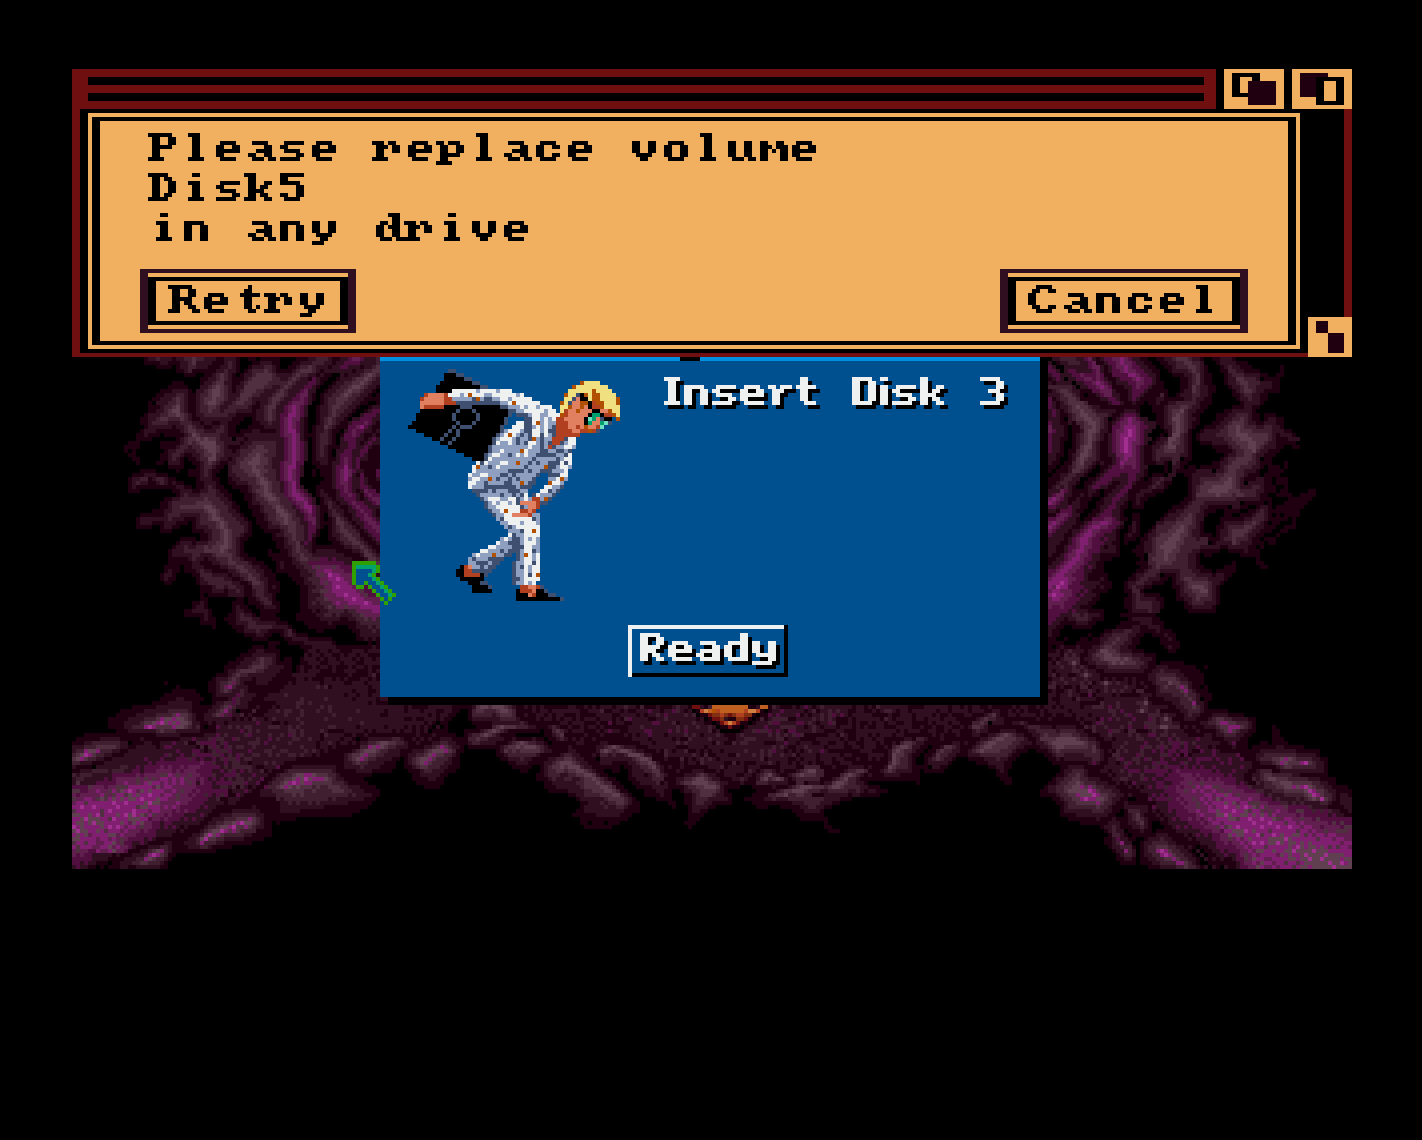 Please replace volume
Disk5
in any drive
Retry Cancel
Insert Disk 3
Ready